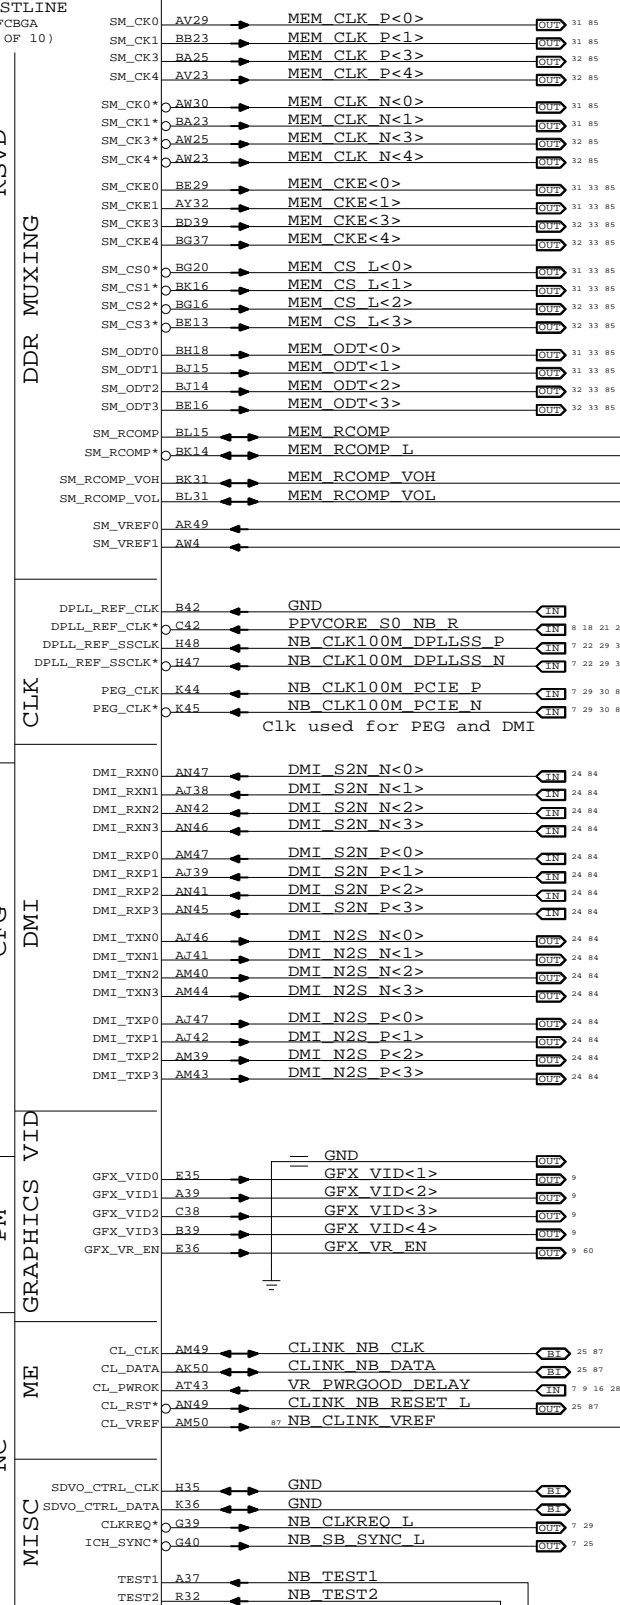 STLINE
FCBGA
OF 10)
RSVD
CFG
PM
NC
DDR MUXING
SM_CK0 AV29 MEM_CLK_P<0> OUT 31 85
SM_CK1 BB23 MEM_CLK_P<1> OUT 31 85
SM_CK3 BA25 MEM_CLK_P<3> OUT 32 85
SM_CK4 AV23 MEM_CLK_P<4> OUT 32 85
SM_CK0* AW30 MEM_CLK_N<0> OUT 31 85
SM_CK1* BA23 MEM_CLK_N<1> OUT 31 85
SM_CK3* AW25 MEM_CLK_N<3> OUT 32 85
SM_CK4* AW23 MEM_CLK_N<4> OUT 32 85
SM_CKE0 BE29 MEM_CKE<0> OUT 31 33 85
SM_CKE1 AY32 MEM_CKE<1> OUT 31 33 85
SM_CKE3 BD39 MEM_CKE<3> OUT 32 33 85
SM_CKE4 BG37 MEM_CKE<4> OUT 32 33 85
SM_CS0* BG20 MEM_CS_L<0> OUT 31 33 85
SM_CS1* BK16 MEM_CS_L<1> OUT 31 33 85
SM_CS2* BG16 MEM_CS_L<2> OUT 32 33 85
SM_CS3* BE13 MEM_CS_L<3> OUT 32 33 85
SM_ODT0 BH18 MEM_ODT<0> OUT 31 33 85
SM_ODT1 BJ15 MEM_ODT<1> OUT 31 33 85
SM_ODT2 BJ14 MEM_ODT<2> OUT 32 33 85
SM_ODT3 BE16 MEM_ODT<3> OUT 32 33 85
SM_RCOMP BL15 MEM_RCOMP
SM_RCOMP* BK14 MEM_RCOMP_L
SM_RCOMP_VOH BK31 MEM_RCOMP_VOH
SM_RCOMP_VOL BL31 MEM_RCOMP_VOL
SM_VREF0 AR49
SM_VREF1 AW4
CLK
DPLL_REF_CLK B42 GND IN
DPLL_REF_CLK* C42 PPVCORE_S0_NB_R IN 8 18 21 2
DPLL_REF_SSCLK H48 NB_CLK100M_DPLLSS_P IN 7 22 29 3
DPLL_REF_SSCLK* H47 NB_CLK100M_DPLLSS_N IN 7 22 29 3
PEG_CLK K44 NB_CLK100M_PCIE_P IN 7 29 30 8
PEG_CLK* K45 NB_CLK100M_PCIE_N IN 7 29 30 8
Clk used for PEG and DMI
DMI
DMI_RXN0 AN47 DMI_S2N_N<0> IN 24 84
DMI_RXN1 AJ38 DMI_S2N_N<1> IN 24 84
DMI_RXN2 AN42 DMI_S2N_N<2> IN 24 84
DMI_RXN3 AN46 DMI_S2N_N<3> IN 24 84
DMI_RXP0 AM47 DMI_S2N_P<0> IN 24 84
DMI_RXP1 AJ39 DMI_S2N_P<1> IN 24 84
DMI_RXP2 AN41 DMI_S2N_P<2> IN 24 84
DMI_RXP3 AN45 DMI_S2N_P<3> IN 24 84
DMI_TXN0 AJ46 DMI_N2S_N<0> OUT 24 84
DMI_TXN1 AJ41 DMI_N2S_N<1> OUT 24 84
DMI_TXN2 AM40 DMI_N2S_N<2> OUT 24 84
DMI_TXN3 AM44 DMI_N2S_N<3> OUT 24 84
DMI_TXP0 AJ47 DMI_N2S_P<0> OUT 24 84
DMI_TXP1 AJ42 DMI_N2S_P<1> OUT 24 84
DMI_TXP2 AM39 DMI_N2S_P<2> OUT 24 84
DMI_TXP3 AM43 DMI_N2S_P<3> OUT 24 84
GRAPHICS VID
GND OUT
GFX_VID0 E35 GFX_VID<1> OUT 9
GFX_VID1 A39 GFX_VID<2> OUT 9
GFX_VID2 C38 GFX_VID<3> OUT 9
GFX_VID3 B39 GFX_VID<4> OUT 9
GFX_VR_EN E36 GFX_VR_EN OUT 9 60
ME
CL_CLK AM49 CLINK_NB_CLK BI 25 87
CL_DATA AK50 CLINK_NB_DATA BI 25 87
CL_PWROK AT43 VR_PWRGOOD_DELAY IN 7 9 16 28
CL_RST* AN49 CLINK_NB_RESET_L OUT 25 87
CL_VREF AM50 87 NB_CLINK_VREF
MISC
SDVO_CTRL_CLK H35 GND BI
SDVO_CTRL_DATA K36 GND BI
CLKREQ* G39 NB_CLKREQ_L OUT 7 29
ICH_SYNC* G40 NB_SB_SYNC_L OUT 7 25
TEST1 A37 NB_TEST1
TEST2 R32 NB_TEST2